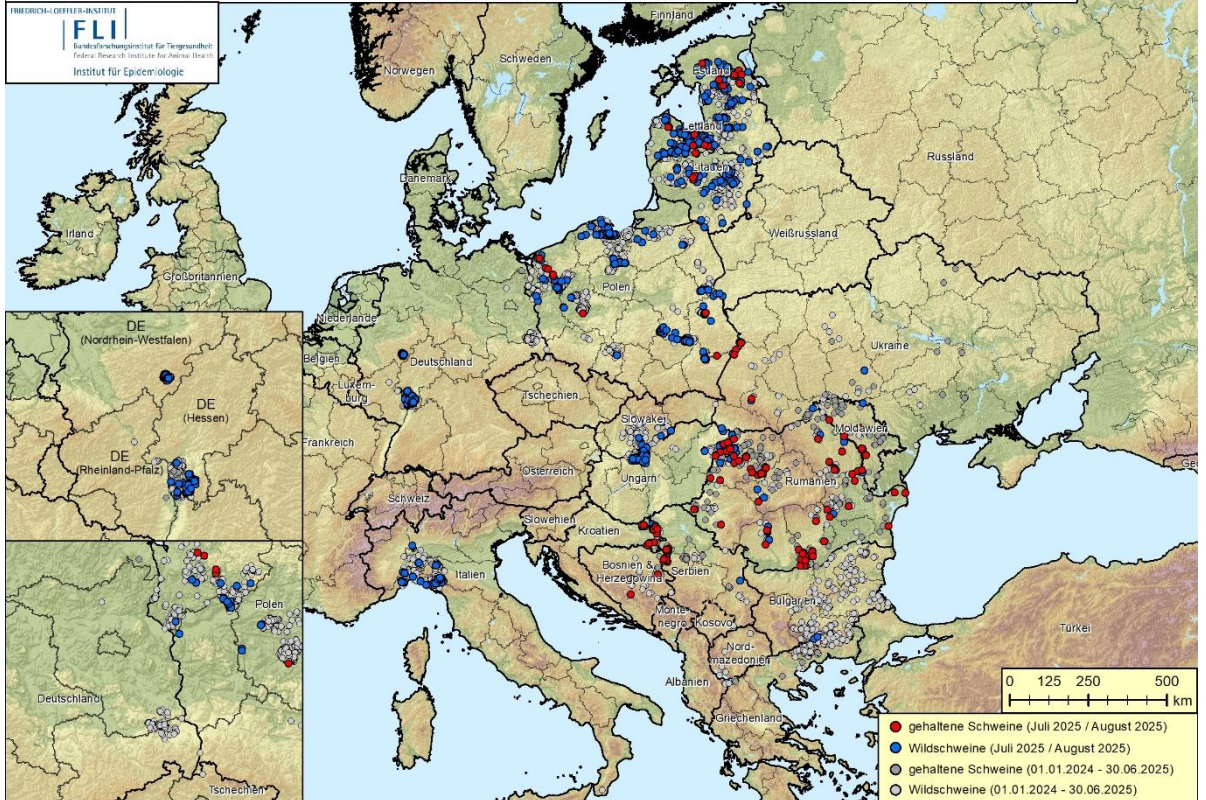 FRIEDRICH-LOEFFLER-INSTITUT
FLI
Bundesforschungsinstitut für Tiergesundheit
Federal Research Institute for Animal Health
Institut für Epidemiologie
Finnland
Norwegen
Schweden
Estland
Lettland
Litauen
Russland
Dänemark
Irland
Großbritannien
Weißrussland
Polen
Niederlande
Belgien
Deutschland
Luxem-
burg
Ukraine
Tschechien
Slowakei
Frankreich
Moldawien
Österreich
Ungarn
Rumänien
Schweiz
Slowenien
Kroatien
Italien
Bosnien &
Herzegowina
Serbien
Monte-
negro
Kosovo
Bulgarien
Nord-
mazedonien
Albanien
Griechenland
Türkei
DE
(Nordrhein-Westfalen)
DE
(Hessen)
DE
(Rheinland-Pfalz)
Polen
Deutschland
Tschechien
0 125 250 500
km
gehaltene Schweine (Juli 2025 / August 2025)
Wildschweine (Juli 2025 / August 2025)
gehaltene Schweine (01.01.2024 - 30.06.2025)
Wildschweine (01.01.2024 - 30.06.2025)